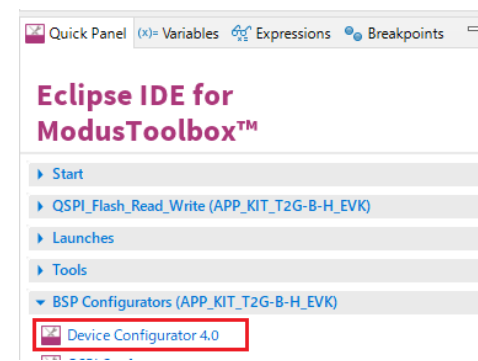 Quick Panel (x)= Variables Expressions Breakpoints
Eclipse IDE for
ModusToolbox™
Start
QSPI_Flash_Read_Write (APP_KIT_T2G-B-H_EVK)
Launches
Tools
BSP Configurators (APP_KIT_T2G-B-H_EVK)
Device Configurator 4.0